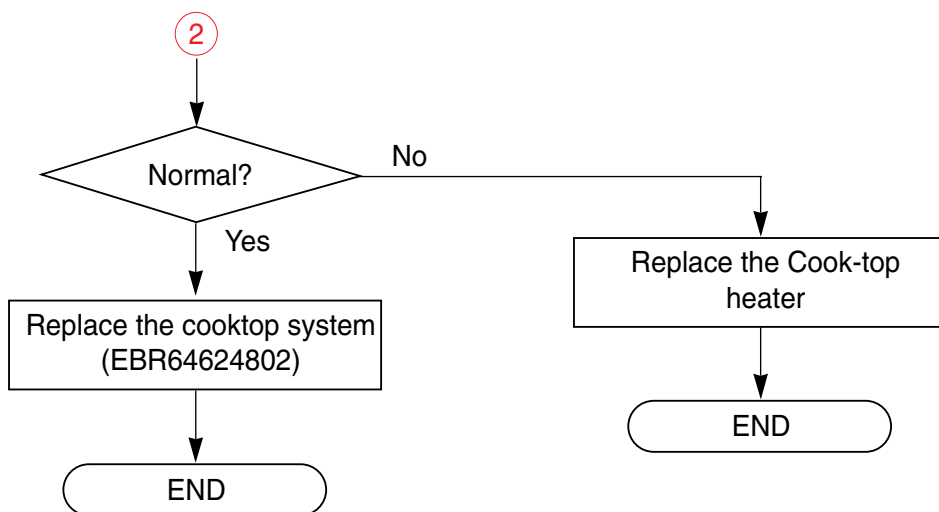 2
Normal?
No
Yes
Replace the Cook-top
heater
Replace the cooktop system
(EBR64624802)
END
END